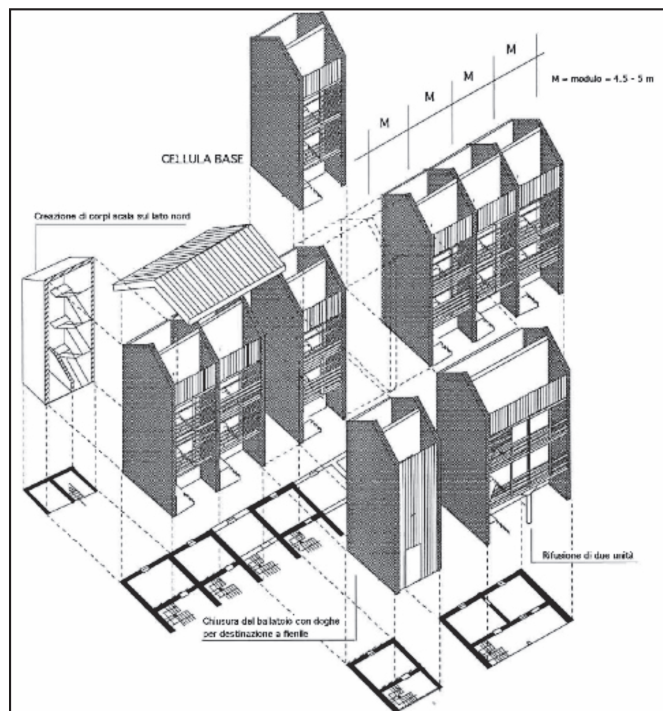 M
M
M
M
M = modulo = 4.5 - 5 m
CELLULA BASE
Creazione di corpi scala sul lato nord
Rifusione di due unità
Chiusura del ballatoio con doghe
per destinazione a fienile